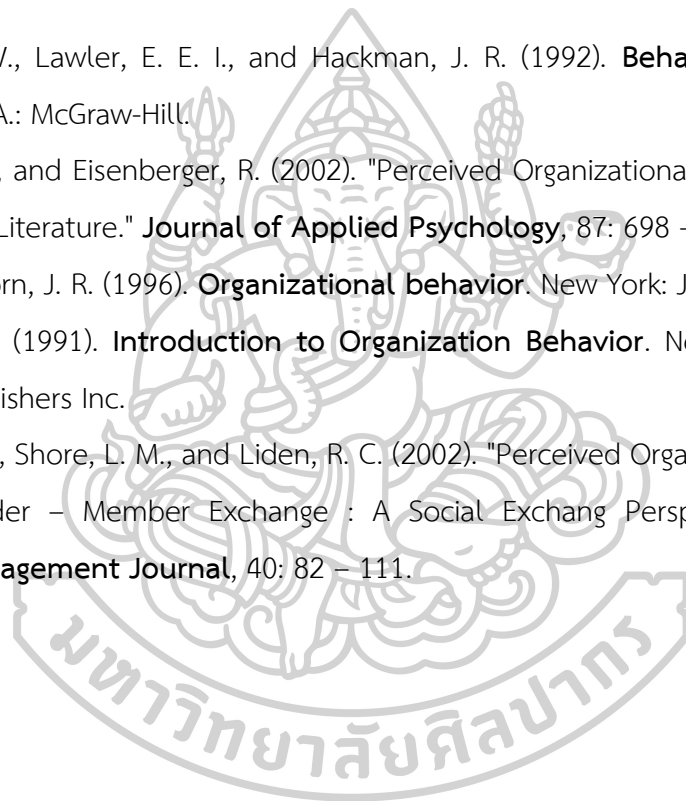 V., Lawler, E. E. I., and Hackman, J. R. (1992). Beha
A.: McGraw-Hill.
, and Eisenberger, R. (2002). "Perceived Organizationa
Literature." Journal of Applied Psychology, 87: 698 -
orn, J. R. (1996). Organizational behavior. New York: J
(1991). Introduction to Organization Behavior. N
ishers Inc.
, Shore, L. M., and Liden, R. C. (2002). "Perceived Orga
der – Member Exchange : A Social Exchang Persp
agement Journal, 40: 82 – 111.
มหาวิทยาลัยศิลปากร